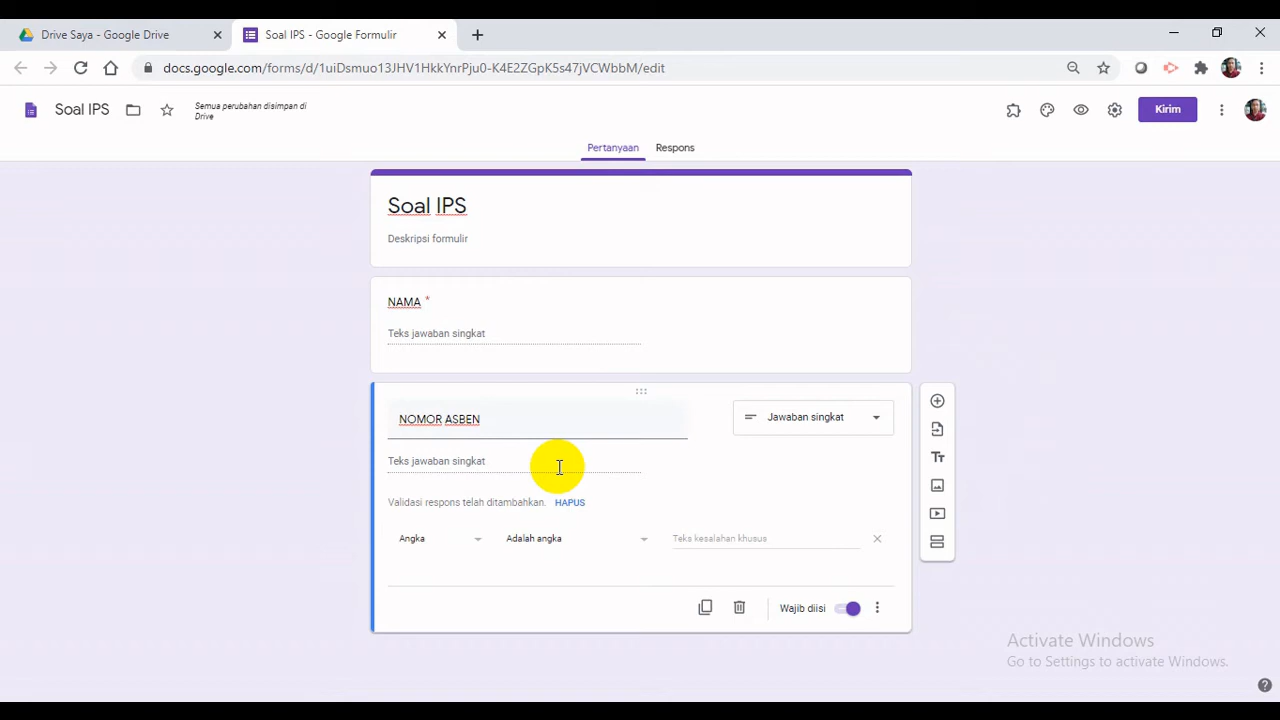 Drive Saya - Google Drive
Soal IPS - Google Formulir
docs.google.com/forms/d/1uiDsmuo13JHV1HkkYnrPju0-K4E2ZGpK5s47jVCWbbM/edit
Soal IPS
Semua perubahan disimpan di
Drive
Kirim
Pertanyaan
Respons
Soal IPS
Deskripsi formulir
NAMA *
Teks jawaban singkat
NOMOR ASBEN
Jawaban singkat
Teks jawaban singkat
Validasi respons telah ditambahkan. HAPUS
Angka
Adalah angka
Teks kesalahan khusus
Wajib diisi
Activate Windows
Go to Settings to activate Windows.